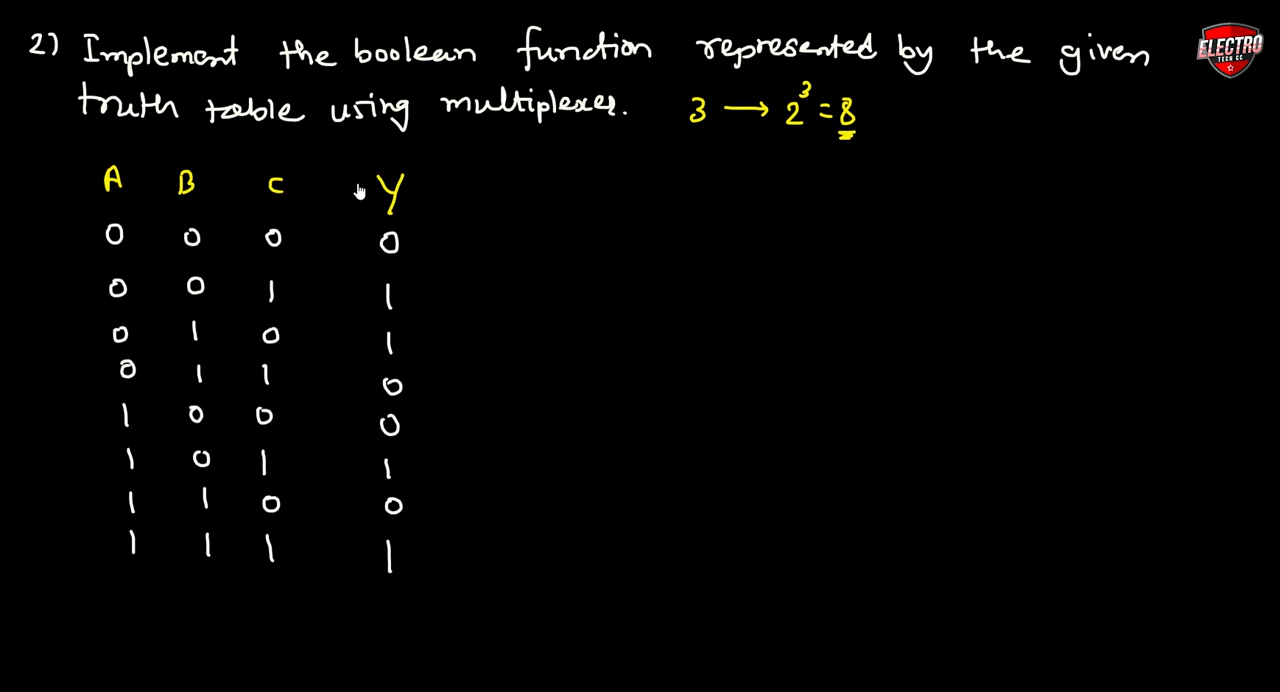 2) Implement the boolean function represented by the given
truth table using multiplexer. 3 → 2³ = 8
ELECTRO
TECH CC
A B C Y
0 0 0 0
0 0 1 1
0 1 0 1
0 1 1 0
1 0 0 0
1 0 1 1
1 1 0 0
1 1 1 1